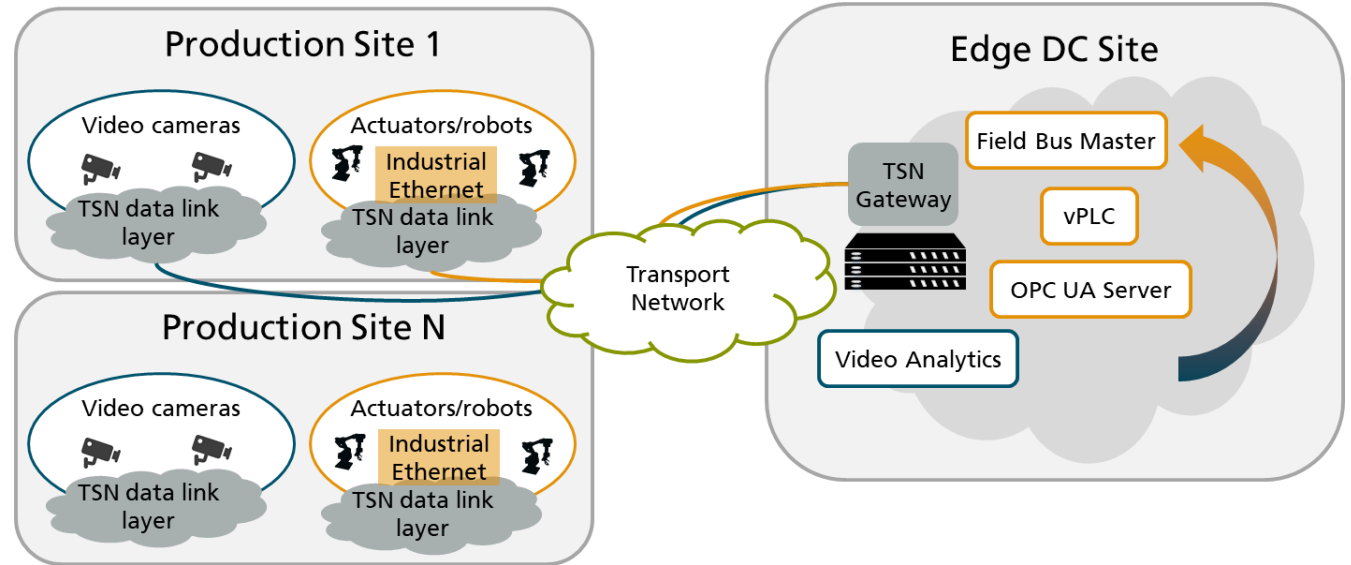 Production Site 1
Video cameras
TSN data link
layer
Actuators/robots
Industrial
Ethernet
TSN data link
layer
Production Site N
Video cameras
TSN data link
layer
Actuators/robots
Industrial
Ethernet
TSN data link
layer
Transport
Network
Edge DC Site
TSN
Gateway
Field Bus Master
vPLC
OPC UA Server
Video Analytics